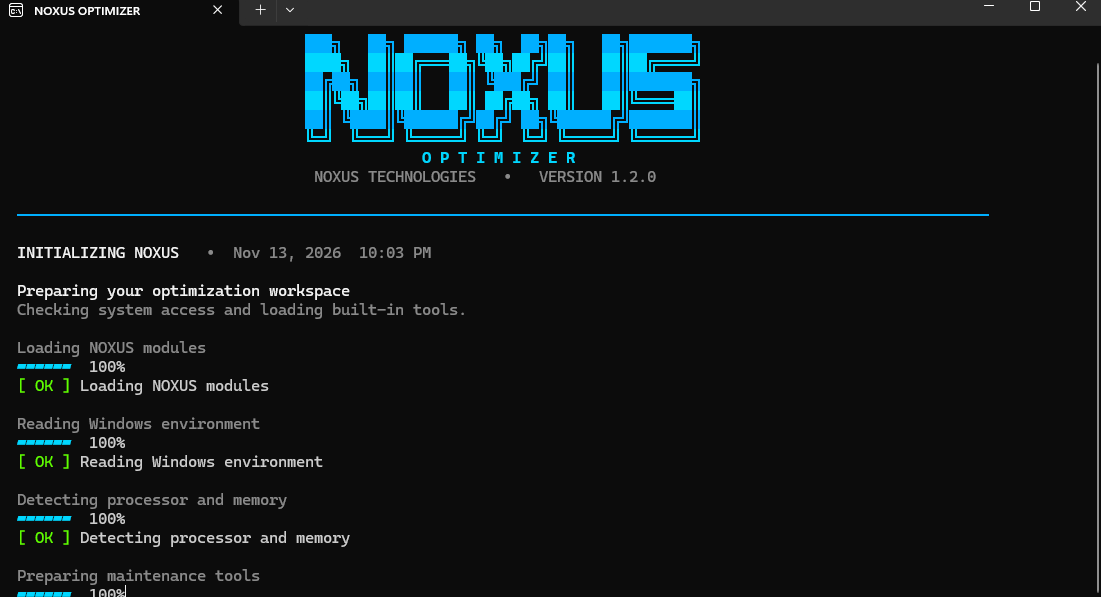 NOXUS OPTIMIZER
NOXUS
OPTIMIZER
NOXUS TECHNOLOGIES • VERSION 1.2.0
INITIALIZING NOXUS • Nov 13, 2026 10:03 PM
Preparing your optimization workspace
Checking system access and loading built-in tools.
Loading NOXUS modules
100%
[ OK ] Loading NOXUS modules
Reading Windows environment
100%
[ OK ] Reading Windows environment
Detecting processor and memory
100%
[ OK ] Detecting processor and memory
Preparing maintenance tools
100%